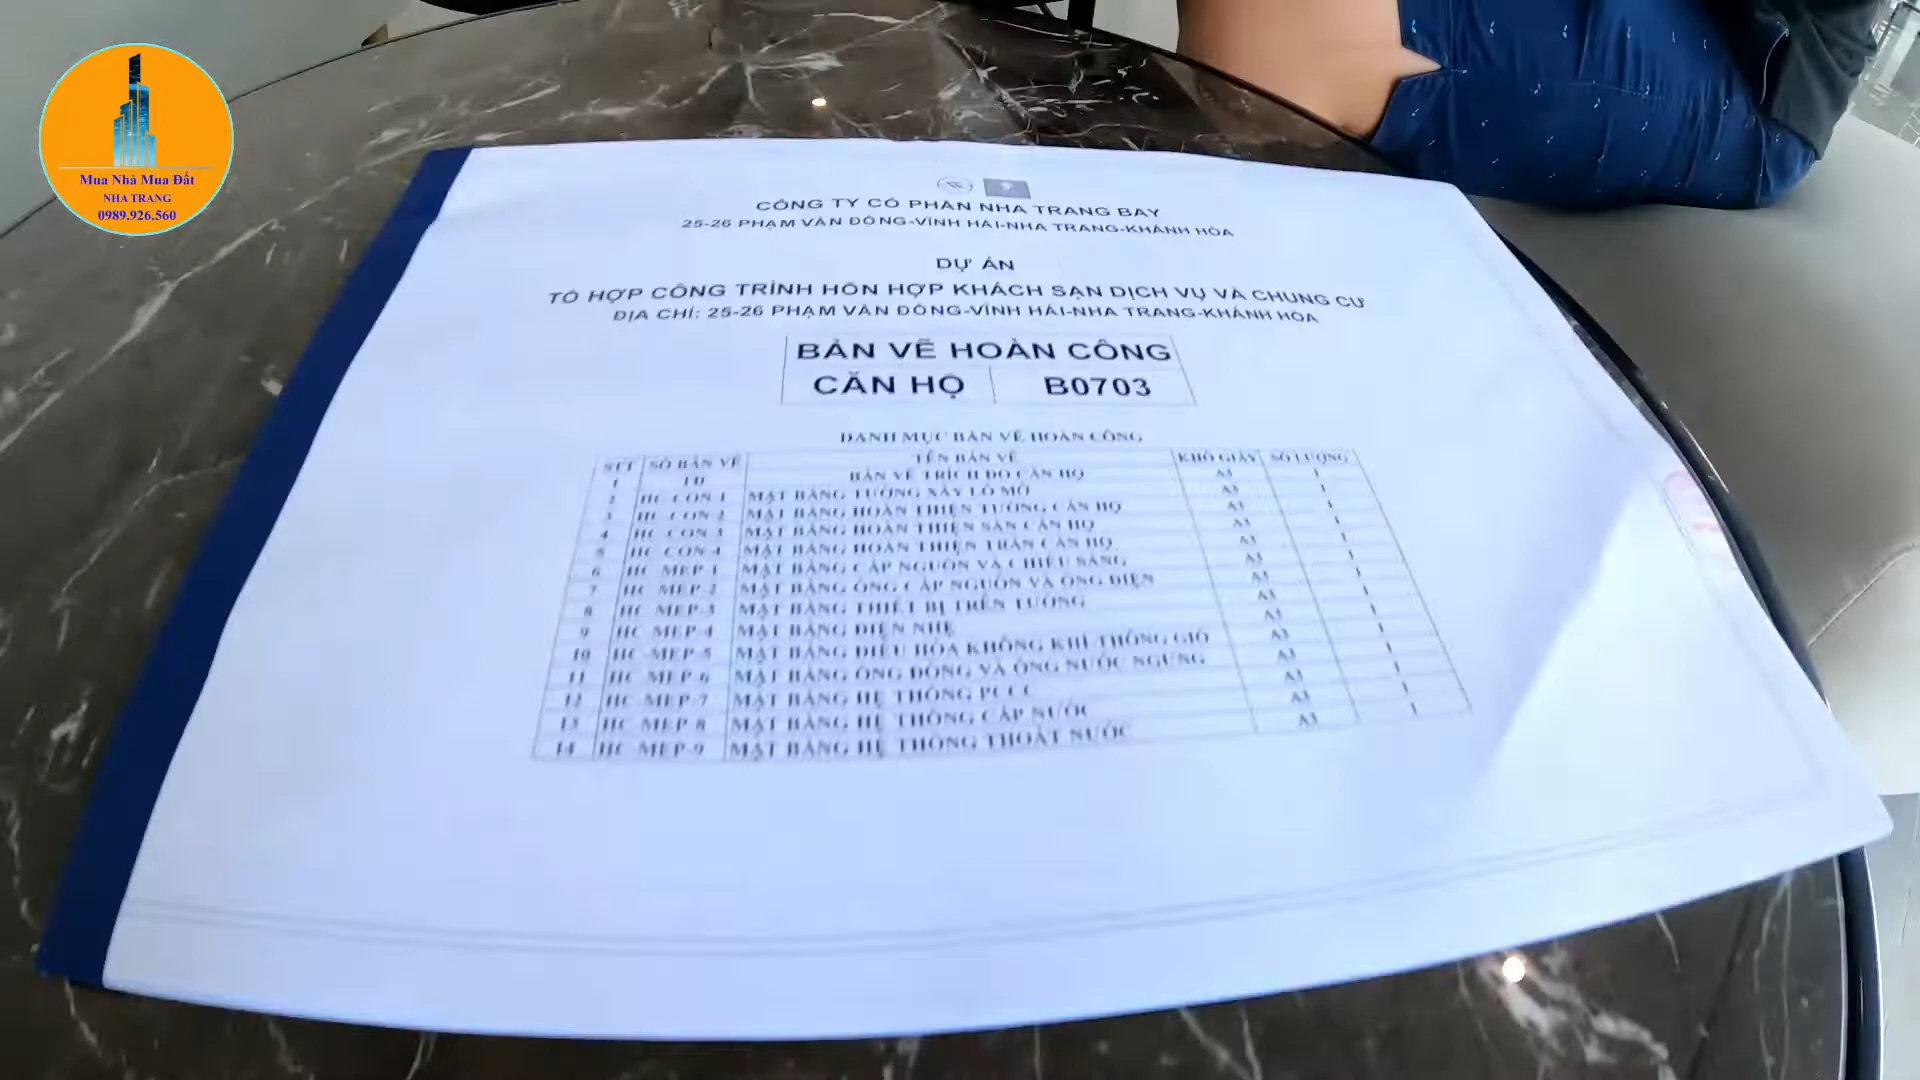 Mua Nhà Mua Đất
NHA TRANG
0989.926.560
CÔNG TY CỔ PHẦN NHA TRANG BAY
25-26 PHẠM VĂN ĐỒNG-VĨNH HẢI-NHA TRANG-KHÁNH HÒA
DỰ ÁN
TỔ HỢP CÔNG TRÌNH HỖN HỢP KHÁCH SẠN DỊCH VỤ VÀ CHUNG CƯ
ĐỊA CHỈ: 25-26 PHẠM VĂN ĐỒNG-VĨNH HẢI-NHA TRANG-KHÁNH HÒA
BẢN VẼ HOÀN CÔNG
CĂN HỘ B0703
DANH MỤC BẢN VẼ HOÀN CÔNG
STT SỐ BẢN VẼ TÊN BẢN VẼ KHỔ GIẤY SỐ LƯỢNG
1 TD BẢN VẼ TRÍCH ĐO CĂN HỘ A3 1
2 HC CON 1 MẶT BẰNG TƯỜNG XÂY LỖ MỞ A3 1
3 HC CON 2 MẶT BẰNG HOÀN THIỆN TƯỜNG CĂN HỘ A3 1
4 HC CON 3 MẶT BẰNG HOÀN THIỆN SÀN CĂN HỘ A3 1
5 HC CON 4 MẶT BẰNG HOÀN THIỆN TRẦN CĂN HỘ A3 1
6 HC MEP 1 MẶT BẰNG CẤP NGUỒN VÀ CHIẾU SÁNG A3 1
7 HC MEP-2 MẶT BẰNG ỐNG CẤP NGUỒN VÀ ỐNG ĐIỆN A3 1
8 HC MEP-3 MẶT BẰNG THIẾT BỊ TRÊN TƯỜNG A3 1
9 HC MEP-4 MẶT BẰNG ĐIỆN NHẸ A3 1
10 HC MEP-5 MẶT BẰNG ĐIỀU HÒA KHÔNG KHÍ THÔNG GIÓ A3 1
11 HC MEP-6 MẶT BẰNG ỐNG ĐỒNG VÀ ỐNG NƯỚC NGƯNG A3 1
12 HC MEP-7 MẶT BẰNG HỆ THỐNG PCCC A3 1
13 HC MEP 8 MẶT BẰNG HỆ THỐNG CẤP NƯỚC A3 1
14 HC MEP-9 MẶT BẰNG HỆ THỐNG THOÁT NƯỚC A3 1